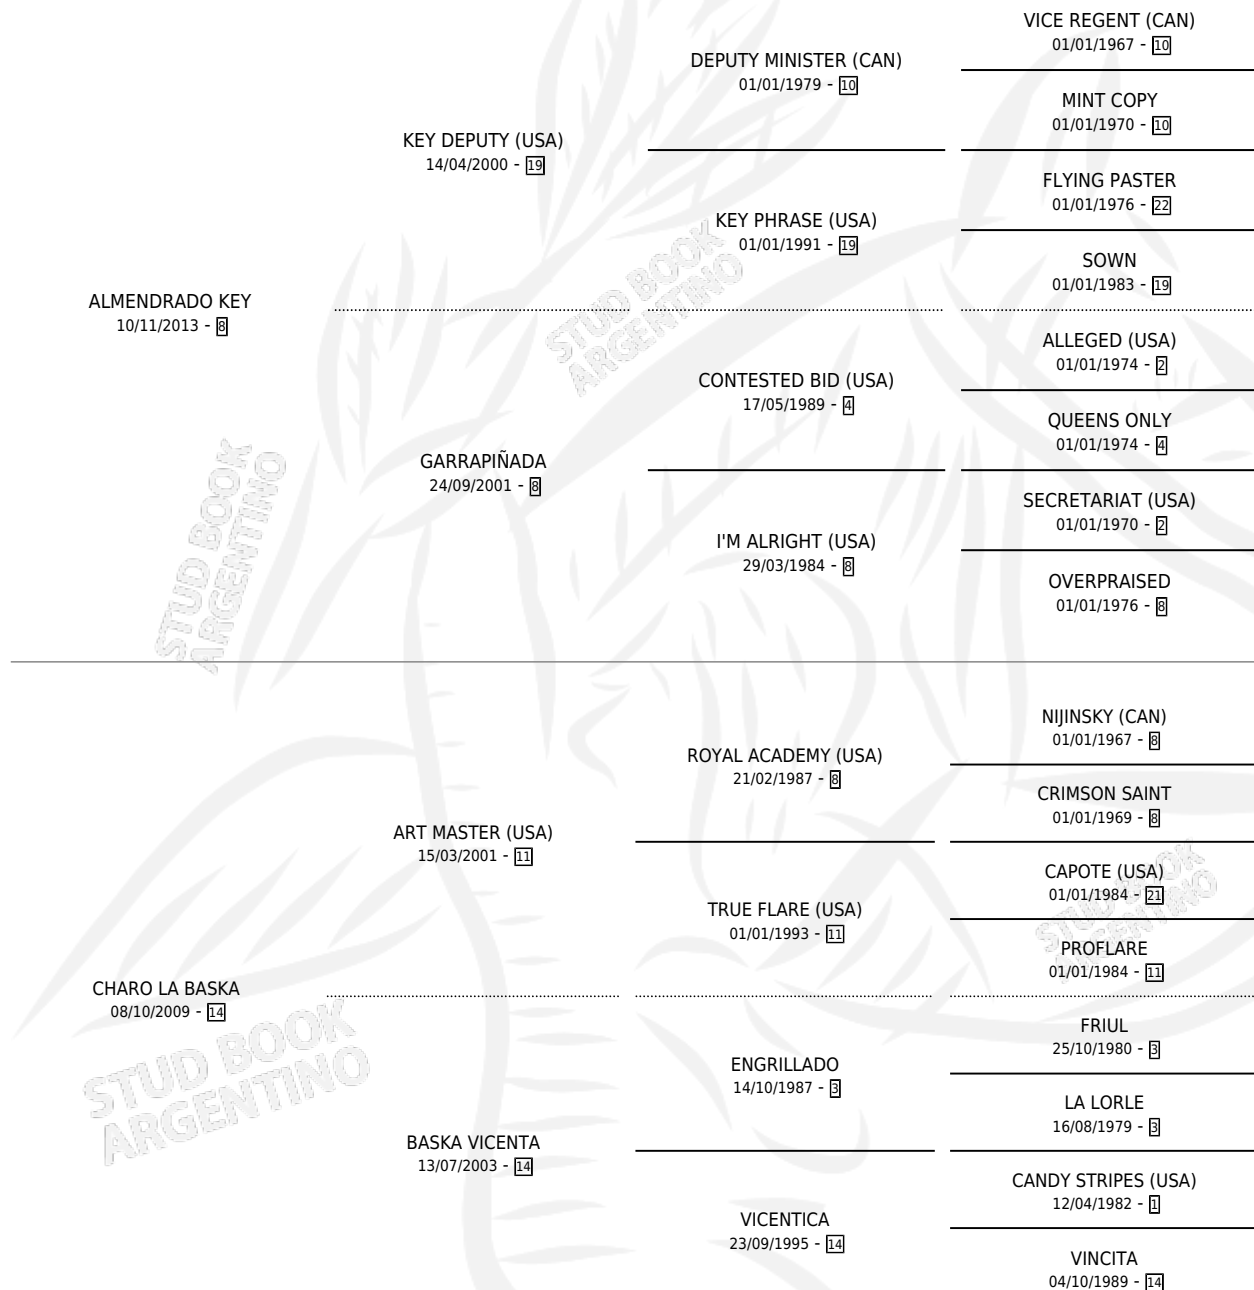 VICE REGENT (CAN)
01/01/1967 - 10
DEPUTY MINISTER (CAN)
01/01/1979 - 10
MINT COPY
01/01/1970 - 10
KEY DEPUTY (USA)
14/04/2000 - 19
FLYING PASTER
01/01/1976 - 22
KEY PHRASE (USA)
01/01/1991 - 19
SOWN
01/01/1983 - 19
ALMENDRADO KEY
10/11/2013 - 8
STUD BOOK
ARGENTINO
ALLEGED (USA)
01/01/1974 - 2
CONTESTED BID (USA)
17/05/1989 - 4
QUEENS ONLY
01/01/1974 - 4
GARRAPIÑADA
24/09/2001 - 8
SECRETARIAT (USA)
01/01/1970 - 2
I'M ALRIGHT (USA)
29/03/1984 - 8
OVERPRAISED
01/01/1976 - 8
STUD BOOK
ARGENTINO
NIJINSKY (CAN)
01/01/1967 - 8
ROYAL ACADEMY (USA)
21/02/1987 - 8
CRIMSON SAINT
01/01/1969 - 8
ART MASTER (USA)
15/03/2001 - 11
CAPOTE (USA)
01/01/1984 - 21
TRUE FLARE (USA)
01/01/1993 - 11
PROFLARE
01/01/1984 - 11
STUD BOOK
ARGENTINO
CHARO LA BASKA
08/10/2009 - 14
STUD BOOK
ARGENTINO
FRIUL
25/10/1980 - 3
ENGRILLADO
14/10/1987 - 3
LA LORLE
16/08/1979 - 3
BASKA VICENTA
13/07/2003 - 14
CANDY STRIPES (USA)
12/04/1982 - 1
VICENTICA
23/09/1995 - 14
VINCITA
04/10/1989 - 14